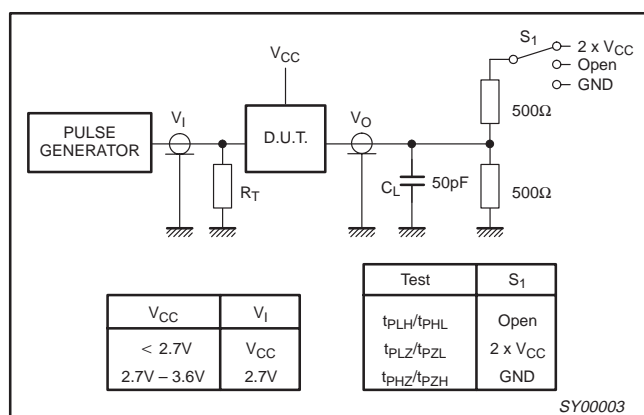 S1
2 x VCC
Open
GND
VCC
VI
VO
500Ω
PULSE
GENERATOR
D.U.T.
RT
CL
50pF
500Ω
VCC VI
< 2.7V VCC
2.7V – 3.6V 2.7V
Test S1
tPLH/tPHL Open
tPLZ/tPZL 2 x VCC
tPHZ/tPZH GND
SY00003